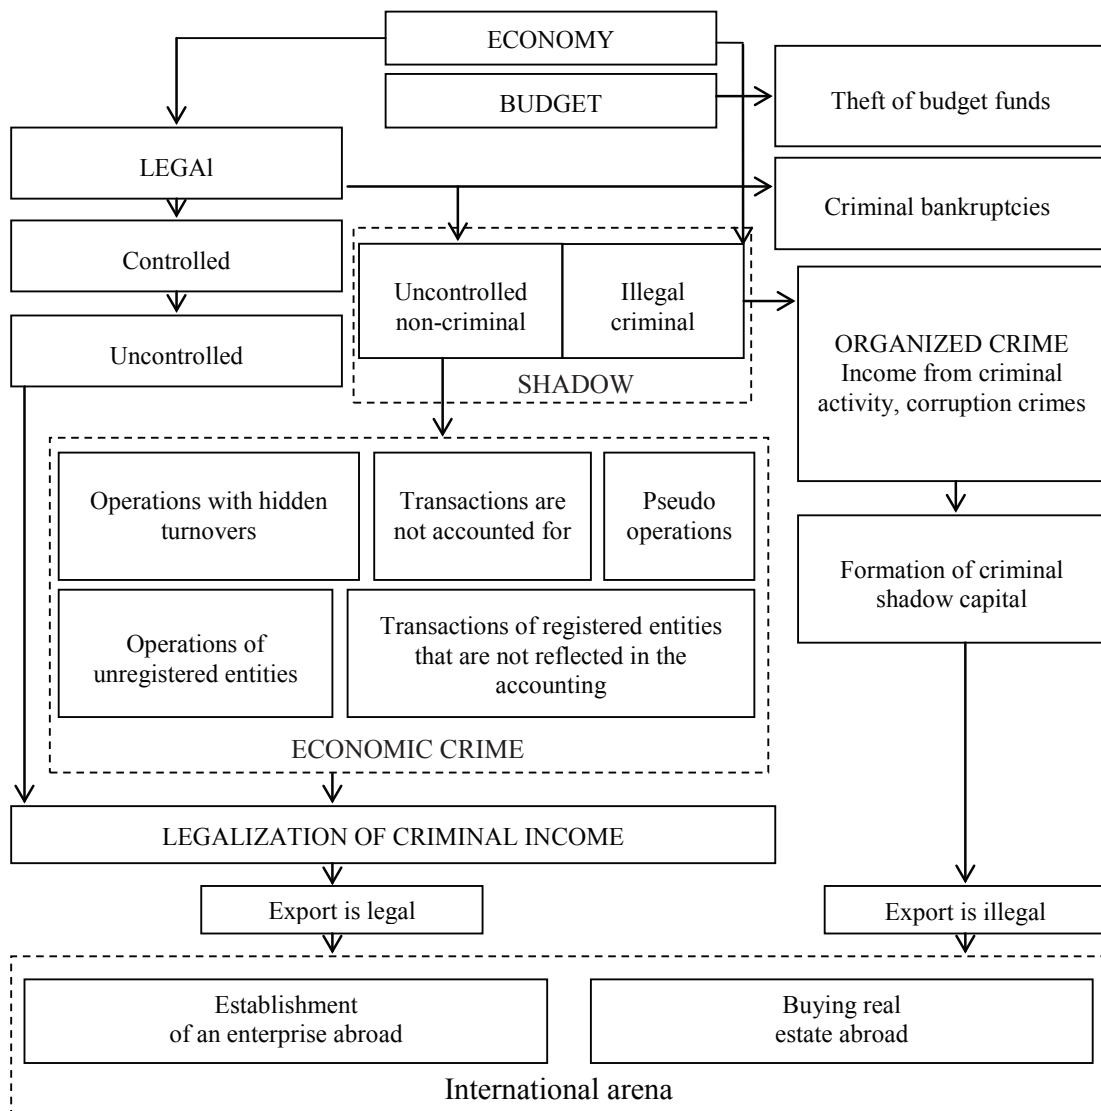 ECONOMY
BUDGET
Theft of budget funds
LEGAl
Criminal bankruptcies
Controlled
Uncontrolled
non-criminal
Illegal
criminal
Uncontrolled
SHADOW
ORGANIZED CRIME
Income from criminal
activity, corruption crimes
Operations with hidden
turnovers
Transactions are
not accounted for
Pseudo
operations
Formation of criminal
shadow capital
Operations of
unregistered entities
Transactions of registered entities
that are not reflected in the
accounting
ECONOMIC CRIME
LEGALIZATION OF CRIMINAL INCOME
Export is legal
Export is illegal
Establishment
of an enterprise abroad
Buying real
estate abroad
International arena